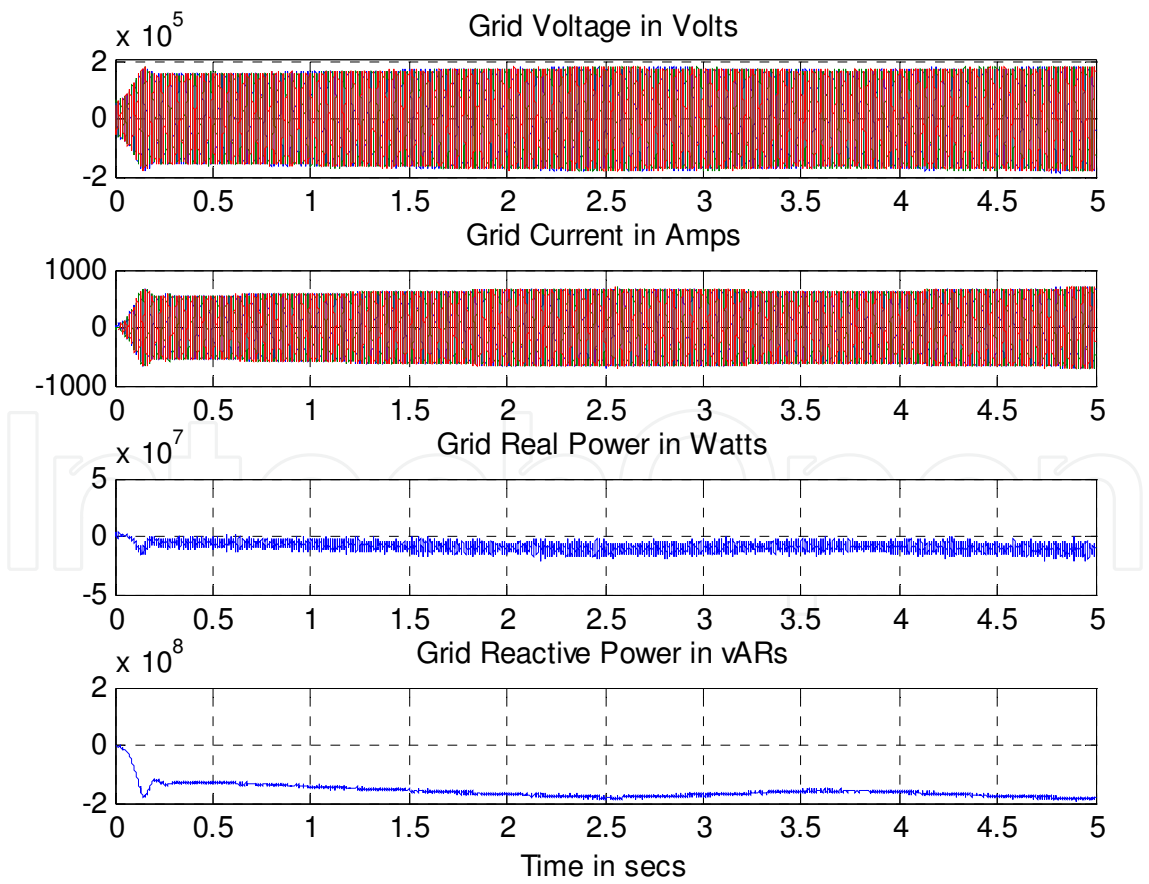 Grid Voltage in Volts
x 10^5
2
0
-2
0 0.5 1 1.5 2 2.5 3 3.5 4 4.5 5
Grid Current in Amps
1000
0
-1000
0 0.5 1 1.5 2 2.5 3 3.5 4 4.5 5
Grid Real Power in Watts
x 10^7
5
0
-5
0 0.5 1 1.5 2 2.5 3 3.5 4 4.5 5
Grid Reactive Power in vARs
x 10^8
2
0
-2
0 0.5 1 1.5 2 2.5 3 3.5 4 4.5 5
Time in secs
IntechOpen